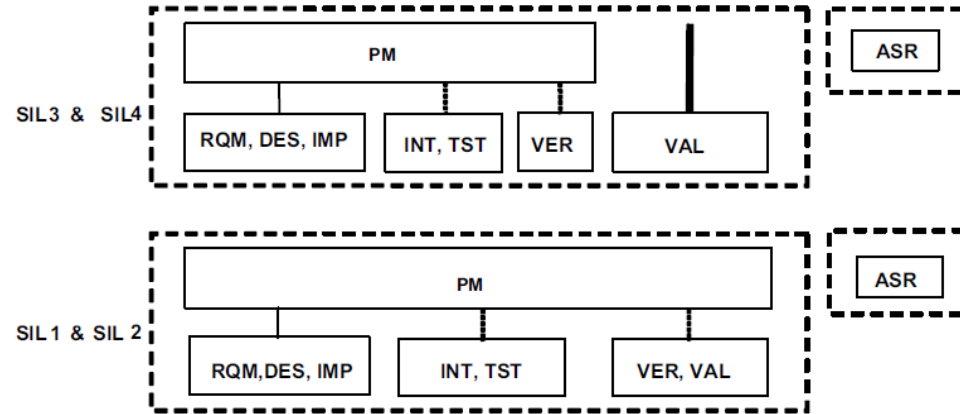 PM
ASR
SIL3 & SIL4
RQM, DES, IMP
INT, TST
VER
VAL
PM
ASR
SIL1 & SIL 2
RQM,DES, IMP
INT, TST
VER, VAL